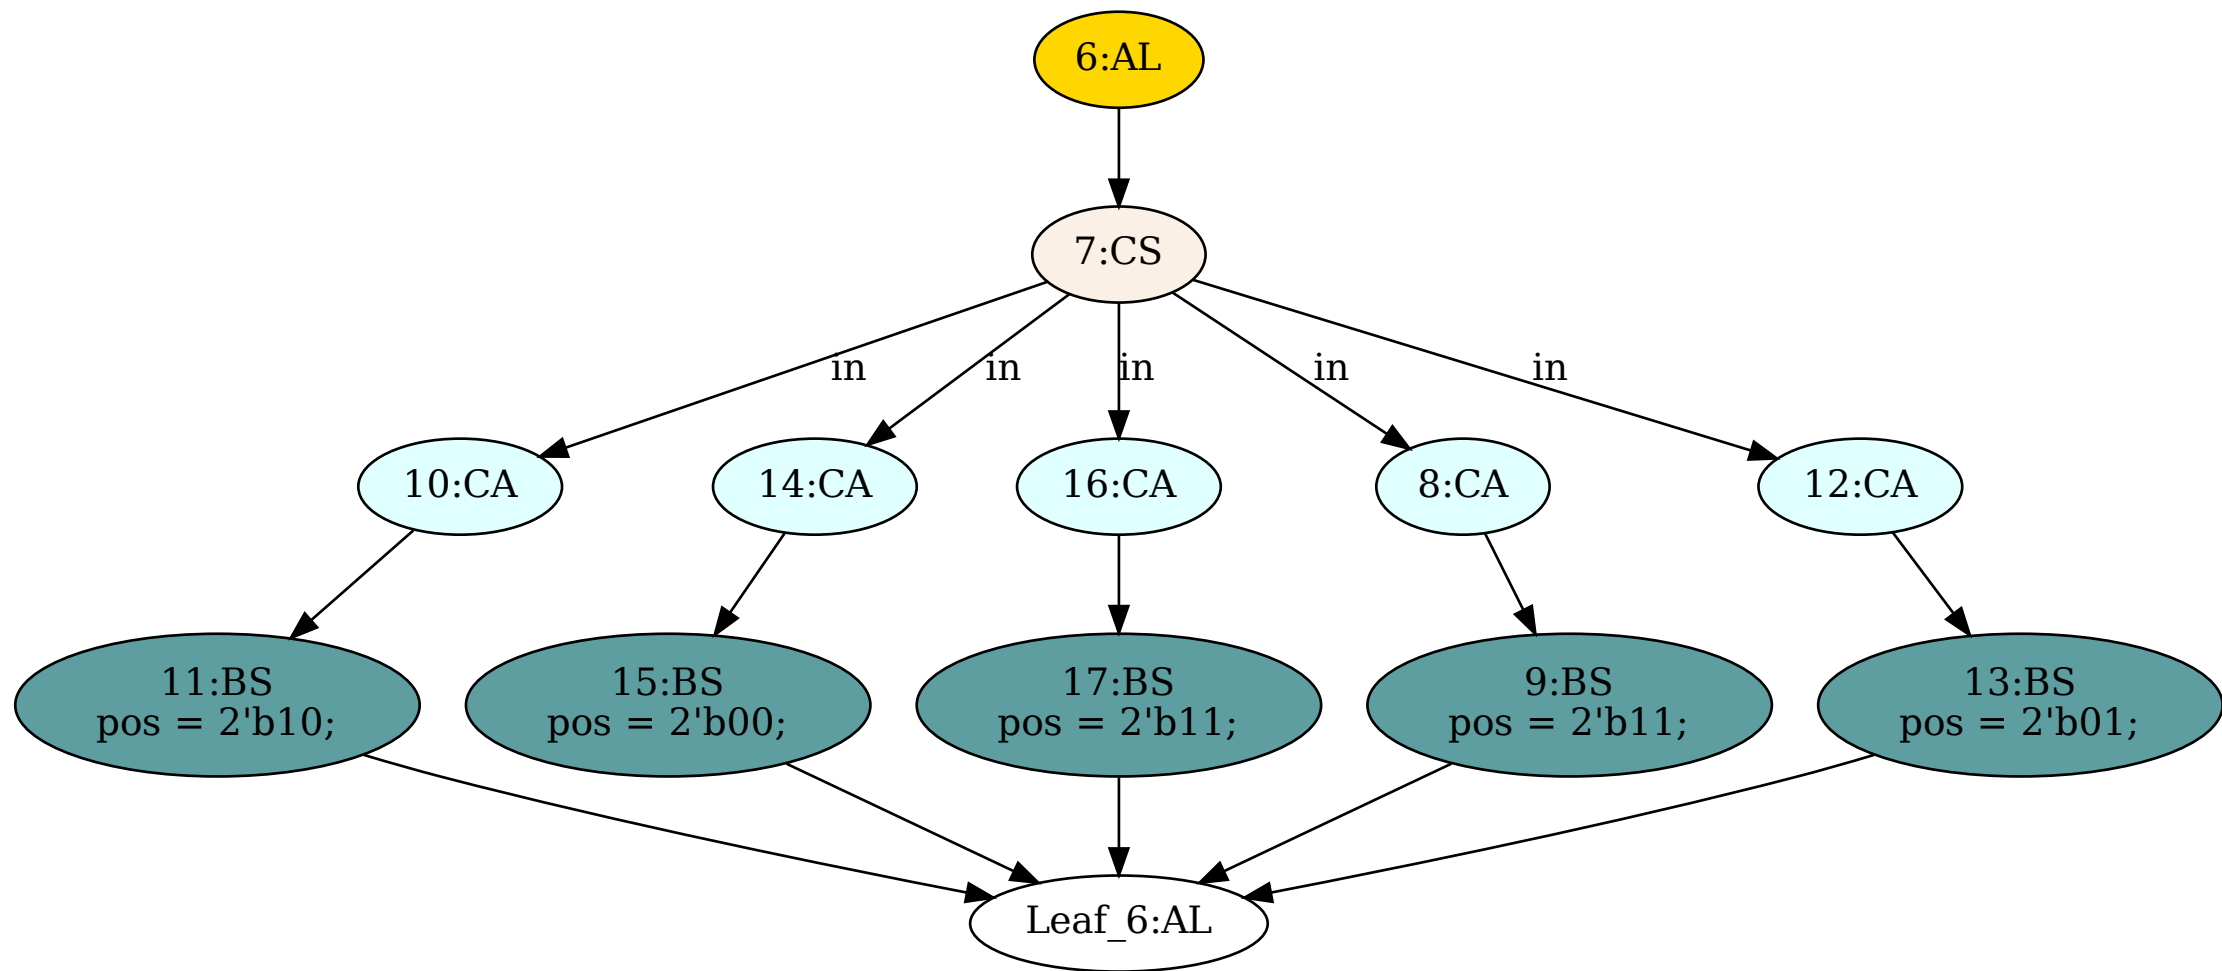 6:AL
7:CS
in
in
in
in
in
10:CA
14:CA
16:CA
8:CA
12:CA
11:BS
pos = 2'b10;
15:BS
pos = 2'b00;
17:BS
pos = 2'b11;
9:BS
pos = 2'b11;
13:BS
pos = 2'b01;
Leaf_6:AL